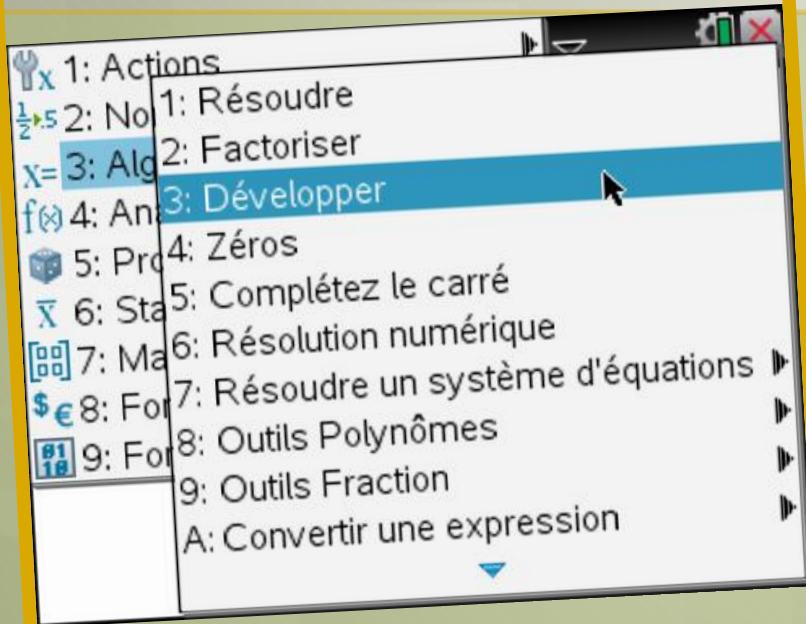 1: Actions
2: No
3: Alg
f(x) 4: An
5: Pro
x̅ 6: Sta
7: Ma
$€ 8: For
9: For
1: Résoudre
2: Factoriser
3: Développer
4: Zéros
5: Complétez le carré
6: Résolution numérique
7: Résoudre un système d'équations
8: Outils Polynômes
9: Outils Fraction
A: Convertir une expression